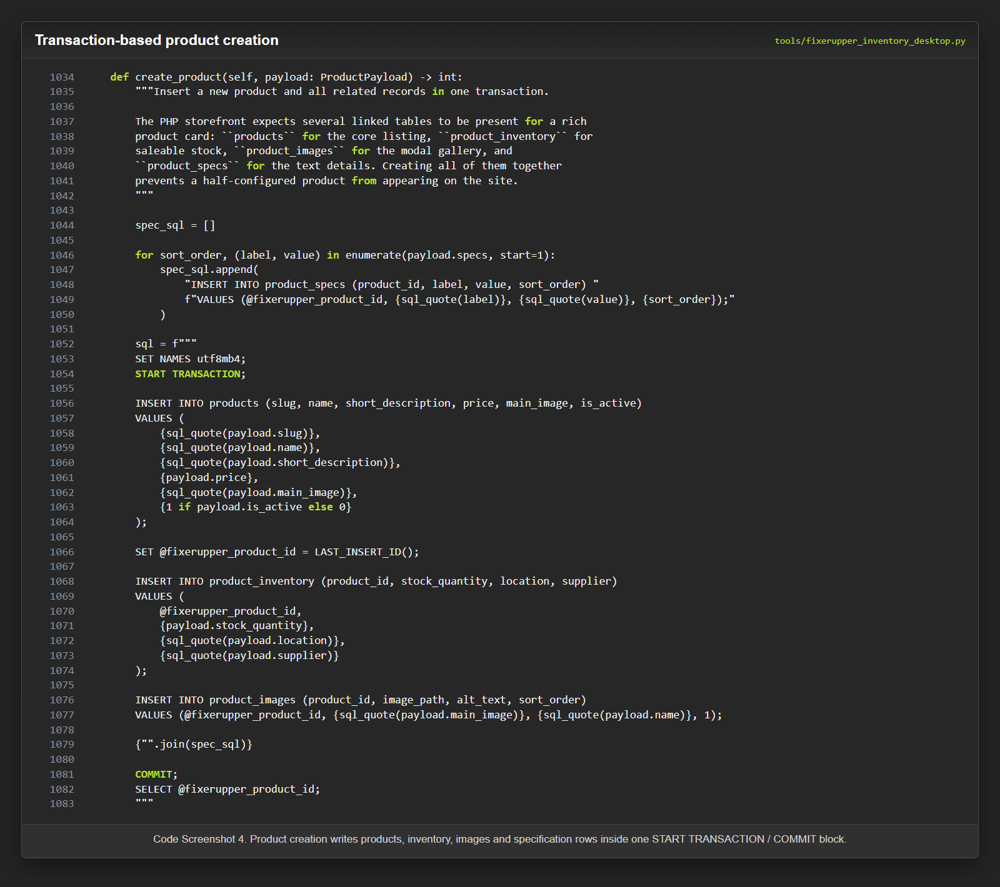 Transaction-based product creation
tools/fixerupper_inventory_desktop.py
1034 def create_product(self, payload: ProductPayload) -> int:
1035 """Insert a new product and all related records in one transaction.
1036
1037 The PHP storefront expects several linked tables to be present for a rich
1038 product card: ``products`` for the core listing, ``product_inventory`` for
1039 saleable stock, ``product_images`` for the modal gallery, and
1040 ``product_specs`` for the text details. Creating all of them together
1041 prevents a half-configured product from appearing on the site.
1042 """
1043
1044 spec_sql = []
1045
1046 for sort_order, (label, value) in enumerate(payload.specs, start=1):
1047 spec_sql.append(
1048 "INSERT INTO product_specs (product_id, label, value, sort_order) "
1049 f"VALUES (@fixerupper_product_id, {sql_quote(label)}, {sql_quote(value)}, {sort_order});"
1050 )
1051
1052 sql = f"""
1053 SET NAMES utf8mb4;
1054 START TRANSACTION;
1055
1056 INSERT INTO products (slug, name, short_description, price, main_image, is_active)
1057 VALUES (
1058 {sql_quote(payload.slug)},
1059 {sql_quote(payload.name)},
1060 {sql_quote(payload.short_description)},
1061 {payload.price},
1062 {sql_quote(payload.main_image)},
1063 {1 if payload.is_active else 0}
1064 );
1065
1066 SET @fixerupper_product_id = LAST_INSERT_ID();
1067
1068 INSERT INTO product_inventory (product_id, stock_quantity, location, supplier)
1069 VALUES (
1070 @fixerupper_product_id,
1071 {payload.stock_quantity},
1072 {sql_quote(payload.location)},
1073 {sql_quote(payload.supplier)}
1074 );
1075
1076 INSERT INTO product_images (product_id, image_path, alt_text, sort_order)
1077 VALUES (@fixerupper_product_id, {sql_quote(payload.main_image)}, {sql_quote(payload.name)}, 1);
1078
1079 {"".join(spec_sql)}
1080
1081 COMMIT;
1082 SELECT @fixerupper_product_id;
1083 """
Code Screenshot 4. Product creation writes products, inventory, images and specification rows inside one START TRANSACTION / COMMIT block.